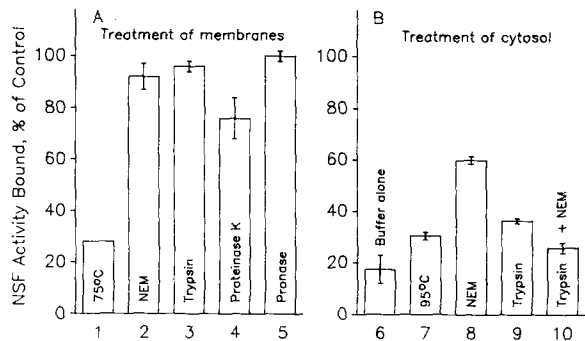 A
Treatment of membranes
B
Treatment of cytosol
NSF Activity Bound, % of Control
100
80
60
40
20
0
100
80
60
40
20
0
75ºC
NEM
Trypsin
Proteinase K
Pronase
Buffer alone
95ºC
NEM
Trypsin
Trypsin + NEM
1 2 3 4 5
6 7 8 9 10